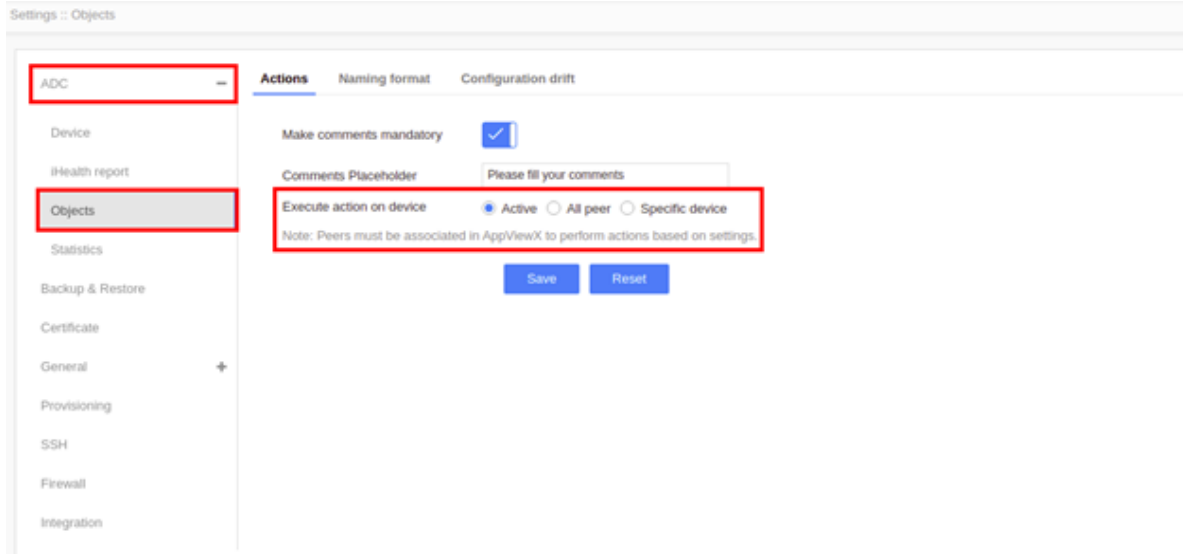 Settings :: Objects
ADC −
Device
iHealth report
Objects
Statistics
Backup & Restore
Certificate
General +
Provisioning
SSH
Firewall
Integration
Actions Naming format Configuration drift
Make comments mandatory
Comments Placeholder Please fill your comments
Execute action on device Active All peer Specific device
Note: Peers must be associated in AppViewX to perform actions based on settings.
Save Reset